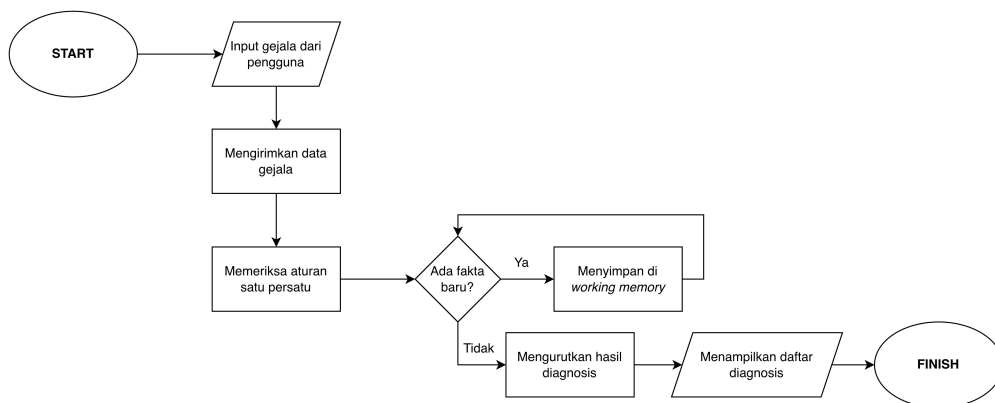 START
Input gejala dari
pengguna
Mengirimkan data
gejala
Memeriksa aturan
satu persatu
Ada fakta
baru?
Ya
Menyimpan di
working memory
Tidak
Mengurutkan hasil
diagnosis
Menampilkan daftar
diagnosis
FINISH